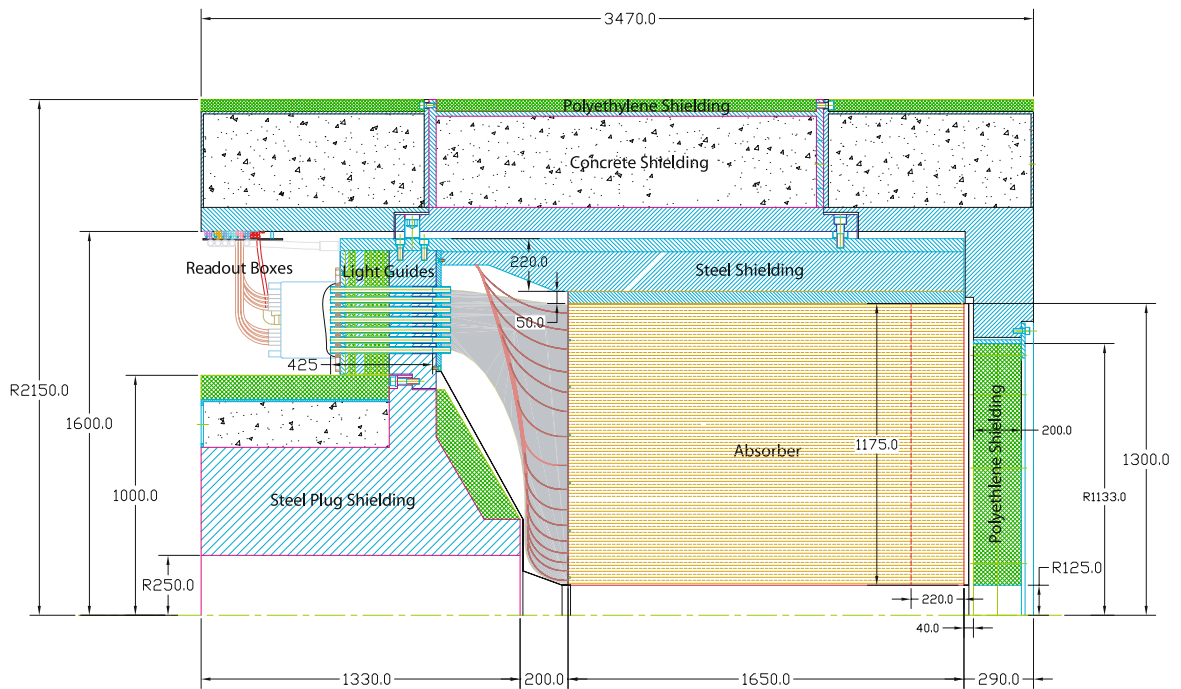 3470.0
Polyethylene Shielding
Concrete Shielding
Readout Boxes
Light Guides
220.0
Steel Shielding
50.0
425
R2150.0
1600.0
1000.0
R250.0
1175.0
Absorber
Steel Plug Shielding
Polyethlene Shielding
200.0
1300.0
R1133.0
R125.0
220.0
40.0
1330.0
200.0
1650.0
290.0